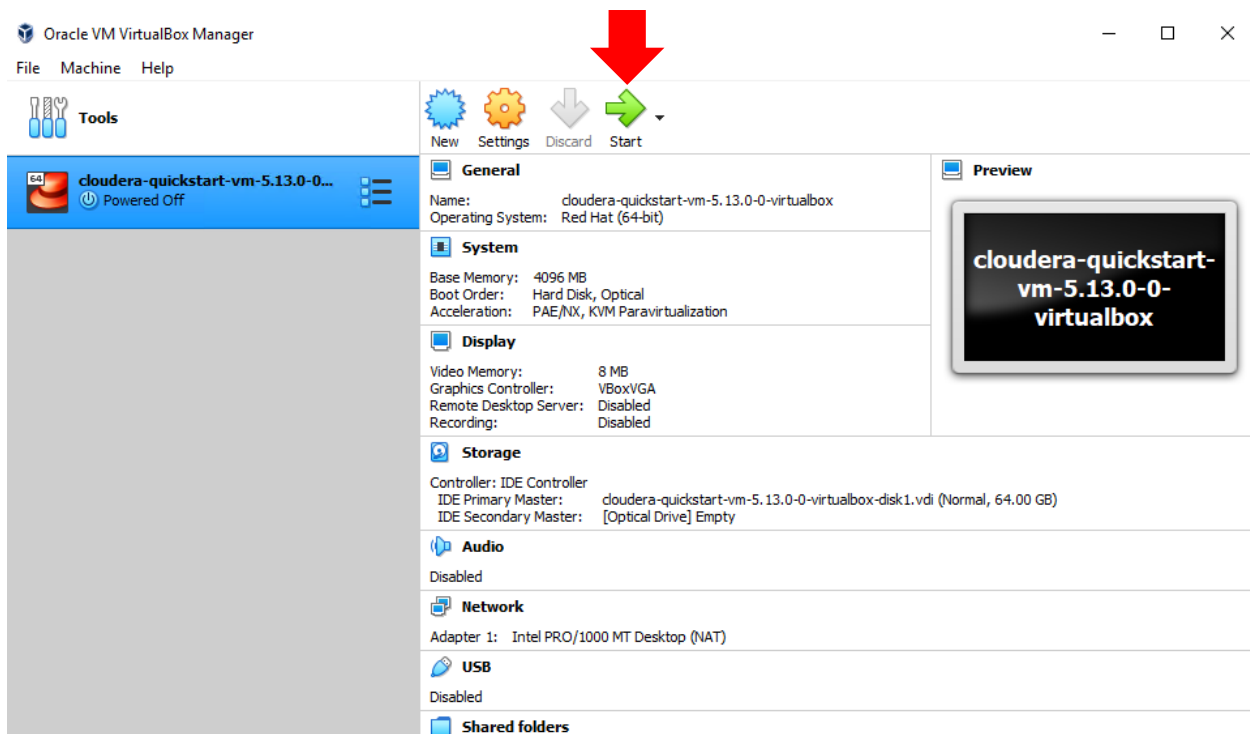 Oracle VM VirtualBox Manager
File Machine Help
Tools
New Settings Discard Start
64
cloudera-quickstart-vm-5.13.0-0...
Powered Off
General
Name: cloudera-quickstart-vm-5.13.0-0-virtualbox
Operating System: Red Hat (64-bit)
Preview
cloudera-quickstart-
vm-5.13.0-0-
virtualbox
System
Base Memory: 4096 MB
Boot Order: Hard Disk, Optical
Acceleration: PAE/NX, KVM Paravirtualization
Display
Video Memory: 8 MB
Graphics Controller: VBoxVGA
Remote Desktop Server: Disabled
Recording: Disabled
Storage
Controller: IDE Controller
IDE Primary Master: cloudera-quickstart-vm-5.13.0-0-virtualbox-disk1.vdi (Normal, 64.00 GB)
IDE Secondary Master: [Optical Drive] Empty
Audio
Disabled
Network
Adapter 1: Intel PRO/1000 MT Desktop (NAT)
USB
Disabled
Shared folders